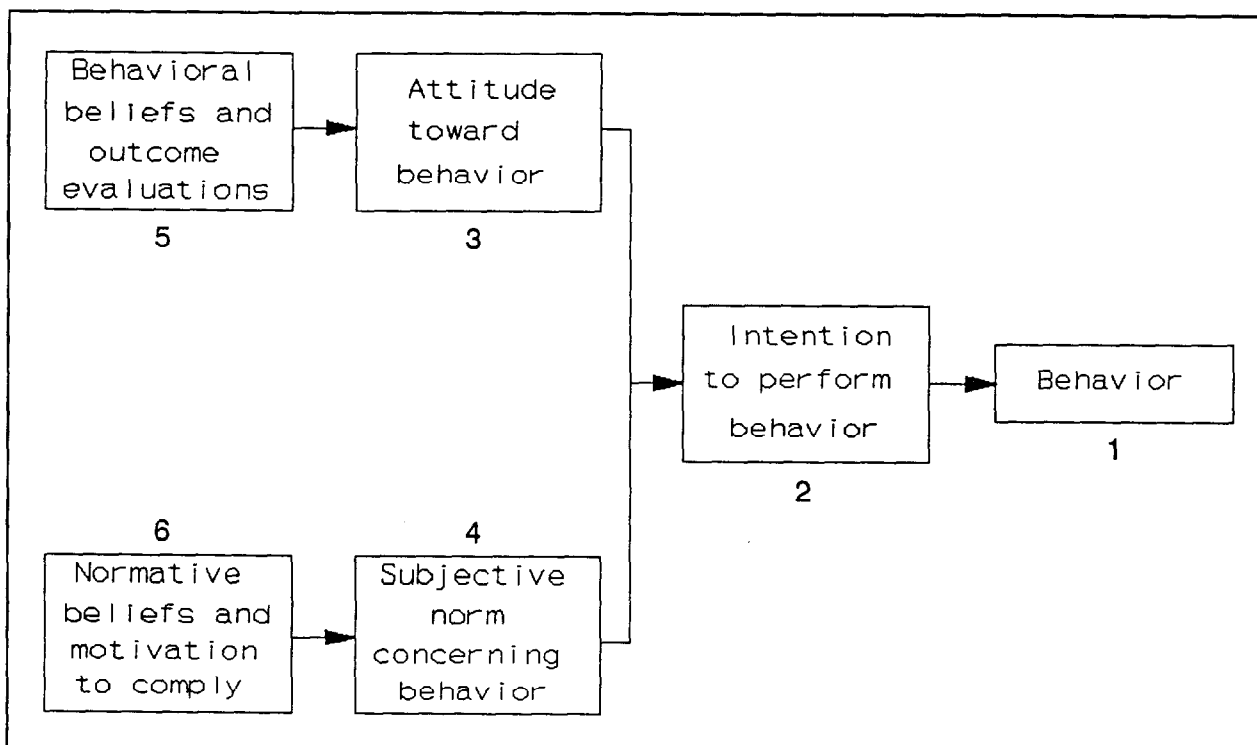 Behavioral
beliefs and
outcome
evaluations
5
Attitude
toward
behavior
3
Intention
to perform
behavior
2
Behavior
1
6
Normative
beliefs and
motivation
to comply
4
Subjective
norm
concerning
behavior